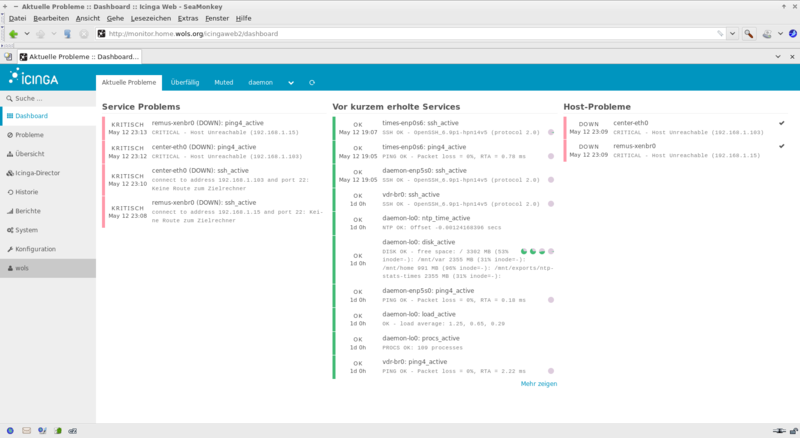 Aktuelle Probleme :: Dashboard :: Icinga Web - SeaMonkey
Datei Bearbeiten Ansicht Gehe Lesezeichen Extras Fenster Hilfe
http://monitor.home.wols.org/icingaweb2/dashboard
Aktuelle Probleme :: Dashboard...
ICINGA
Aktuelle Probleme Überfällig Muted daemon
Suche ...
Dashboard
Probleme
Übersicht
Icinga-Director
Historie
Berichte
System
Konfiguration
wols
Service Problems
KRITISCH remus-xenbr0 (DOWN): ping4_active
May 12 23:13 CRITICAL - Host Unreachable (192.168.1.15)
KRITISCH center-eth0 (DOWN): ping4_active
May 12 23:12 CRITICAL - Host Unreachable (192.168.1.103)
KRITISCH center-eth0 (DOWN): ssh_active
May 12 23:10 connect to address 192.168.1.103 and port 22:
Keine Route zum Zielrechner
KRITISCH remus-xenbr0 (DOWN): ssh_active
May 12 23:08 connect to address 192.168.1.15 and port 22: Kei-
ne Route zum Zielrechner
Vor kurzem erholte Services
OK times-enp0s6: ssh_active
May 12 19:07 SSH OK - OpenSSH_6.9p1-hpn14v5 (protocol 2.0)
OK times-enp0s6: ping4_active
May 12 19:05 PING OK - Packet loss = 0%, RTA = 0.78 ms
OK daemon-enp5s0: ssh_active
May 12 19:05 SSH OK - OpenSSH_6.9p1-hpn14v5 (protocol 2.0)
OK vdr-br0: ssh_active
1d 0h SSH OK - OpenSSH_6.9p1-hpn14v5 (protocol 2.0)
OK daemon-lo0: ntp_time_active
1d 0h NTP OK: Offset -0.00124168396 secs
OK daemon-lo0: disk_active
1d 0h DISK OK - free space: / 3382 MB (53%
inode=-): /mnt/var 2355 MB (31% inode=-):
/mnt/home 981 MB (96% inode=-): /mnt/exports/ntp-
stats-times 2355 MB (31% inode=-):
OK daemon-enp5s0: ping4_active
1d 0h PING OK - Packet loss = 0%, RTA = 0.16 ms
OK daemon-lo0: load_active
1d 0h OK - load average: 1.25, 0.65, 0.29
OK daemon-lo0: procs_active
1d 0h PROCS OK: 109 processes
OK vdr-br0: ping4_active
1d 0h PING OK - Packet loss = 0%, RTA = 2.22 ms
Mehr zeigen
Host-Probleme
DOWN center-eth0
May 12 23:09 CRITICAL - Host Unreachable (192.168.1.103)
DOWN remus-xenbr0
May 12 23:09 CRITICAL - Host Unreachable (192.168.1.15)